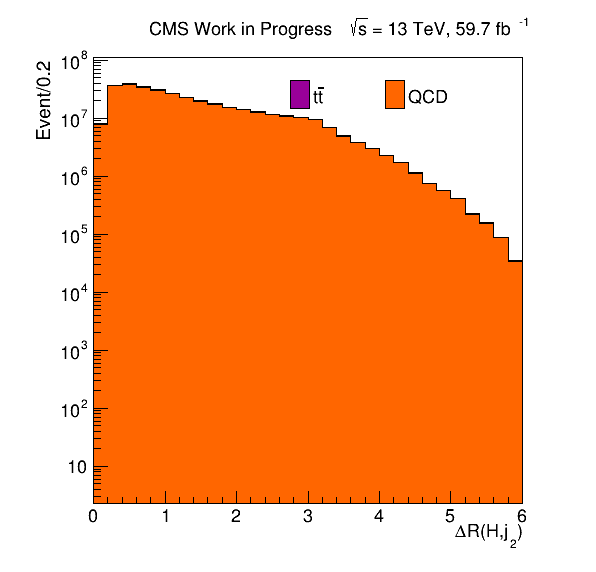 CMS Work in Progress √s = 13 TeV, 59.7 fb⁻¹
Event/0.2
10⁸
10⁷
10⁶
10⁵
10⁴
10³
10²
10
tt̄ QCD
0 1 2 3 4 5 6
ΔR(H,j₂)